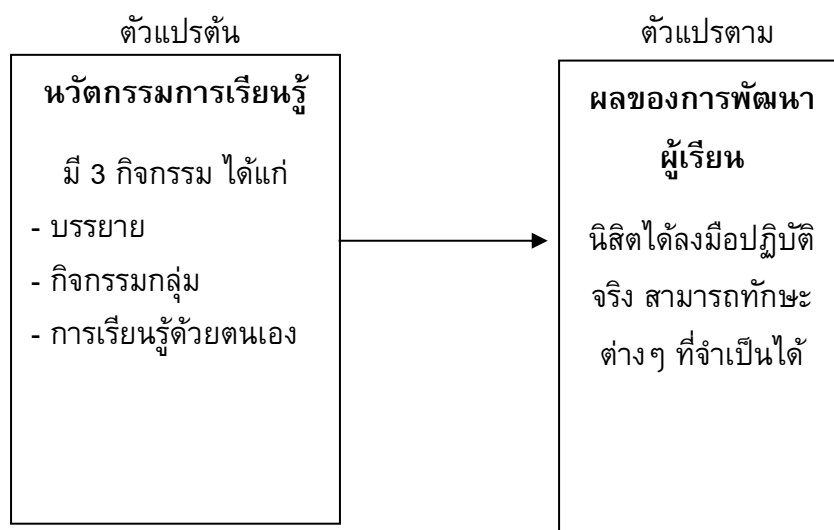 ตัวแปรต้น
นวัตกรรมการเรียนรู้
มี 3 กิจกรรม ได้แก่
- บรรยาย
- กิจกรรมกลุ่ม
- การเรียนรู้ด้วยตนเอง
ตัวแปรตาม
ผลของการพัฒนา
ผู้เรียน
นิสิตได้ลงมือปฏิบัติ
จริง สามารถทักษะ
ต่างๆ ที่จำเป็นได้